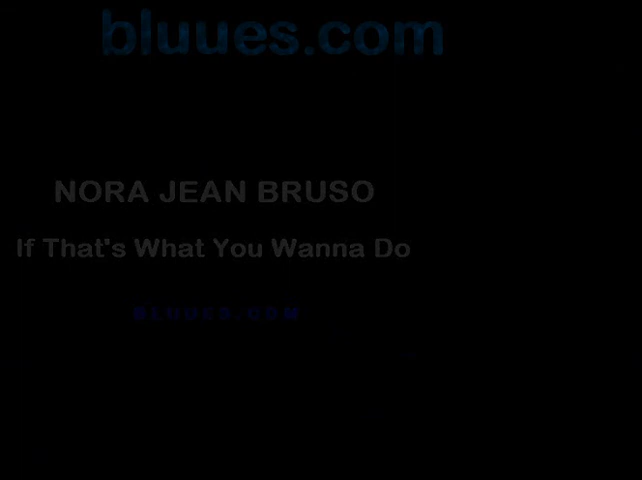 bluues.com
NORA JEAN BRUSO
If That's What You Wanna Do
BLUUES.COM